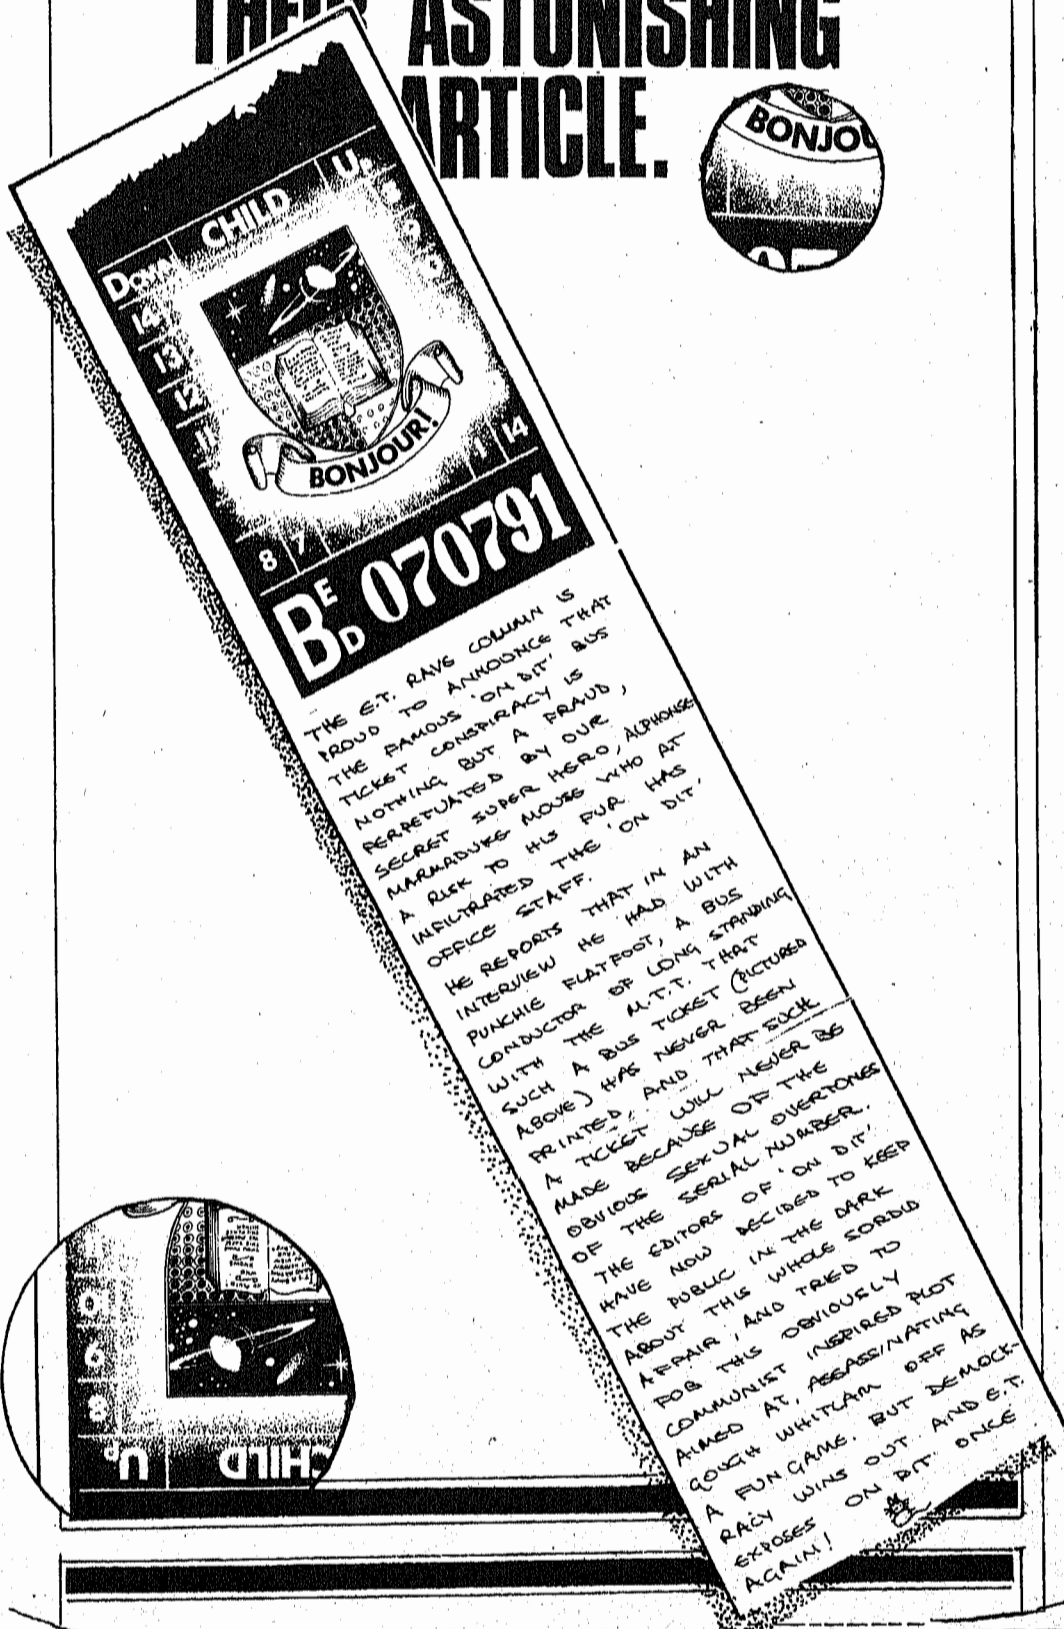 THEIR ASTONISHING
ARTICLE.
BONJOU
CHILD
DOWN
14
13
12
11
8
9
BONJOUR!
8 7
14
BED 070791
THE E.T. RAVE COLUMN IS
PROUD TO ANNOUNCE THAT
THE FAMOUS 'ON DIT' BUS
TICKET CONSPIRACY IS
NOTHING BUT A FRAUD,
PERPETUATED BY OUR
SECRET SUPER HERO, ALPHONSE
MARMADUKE MOUSE WHO AT
A RISK TO HIS FUR HAS
INFILTRATED THE 'ON DIT'
OFFICE STAFF.
HE REPORTS THAT IN AN
INTERVIEW HE HAD WITH
PUNCHIE FLATFOOT, A BUS
CONDUCTOR OF LONG STANDING
WITH THE M.T.T. THAT
SUCH A BUS TICKET (PICTURED
ABOVE) HAS NEVER BEEN
PRINTED, AND THAT SUCH
A TICKET WILL NEVER BE
MADE BECAUSE OF THE
OBVIOUS SEXUAL OVERTONES
OF THE SERIAL NUMBER.
THE EDITORS OF 'ON DIT'
HAVE NOW DECIDED TO KEEP
THE PUBLIC IN THE DARK
ABOUT THIS WHOLE SORDID
AFFAIR, AND TRIED TO
FOB THIS OBVIOUSLY
COMMUNIST INSPIRED PLOT
AIMED AT, ASSASSINATING
GOUGH WHITLAM OFF AS
A FUN GAME. BUT DEMOCK-
RACY WINS OUT AND E.T.
EXPOSES ON DIT ONCE
AGAIN!
8
UP
CHILD